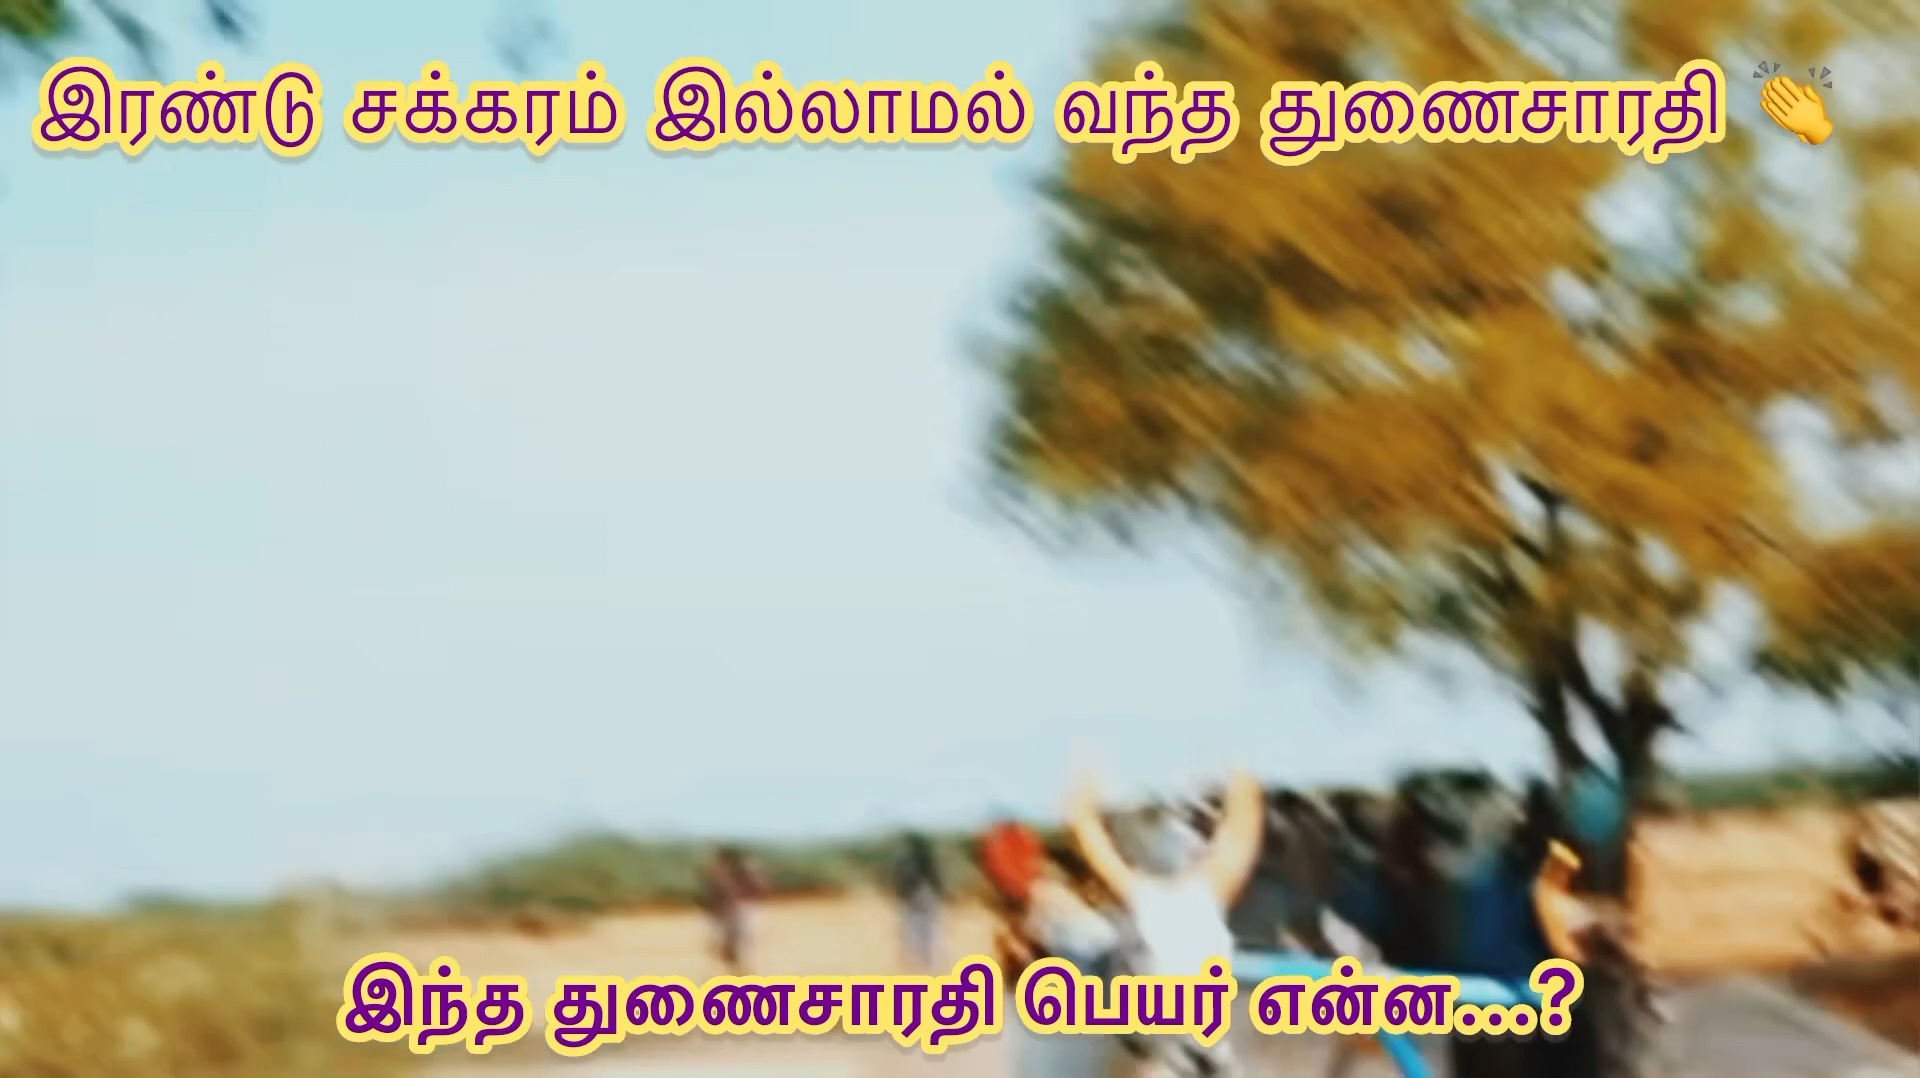 இரண்டு சக்கரம் இல்லாமல் வந்த துணைசாரதி 👏
இந்த துணைசாரதி பெயர் என்ன...?